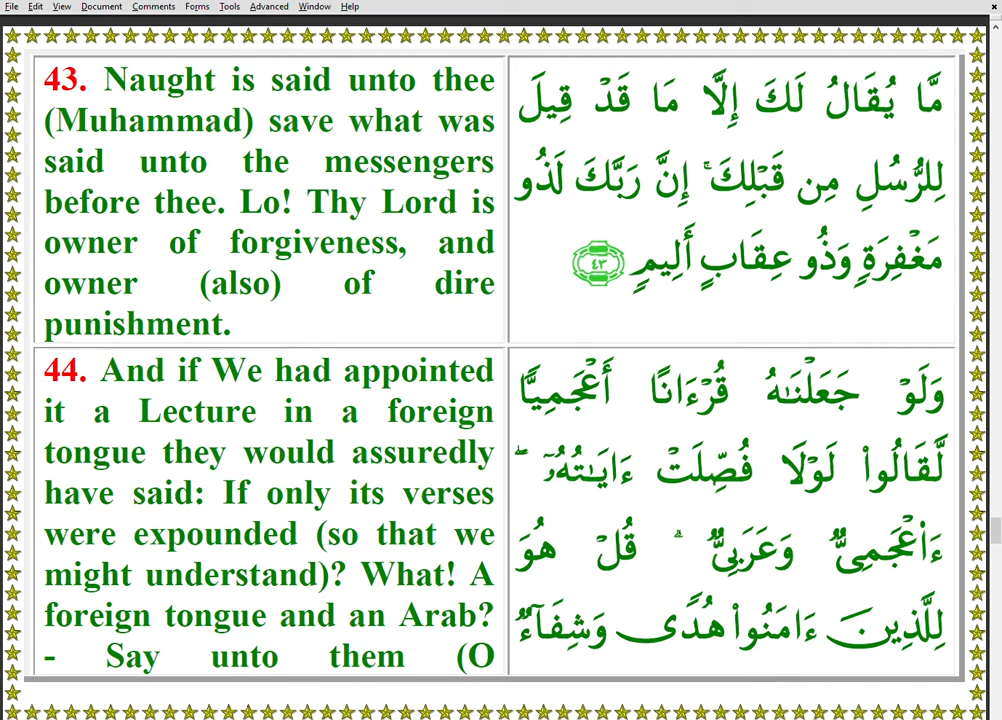 File Edit View Document Comments Forms Tools Advanced Window Help
43. Naught is said unto thee
(Muhammad) save what was
said unto the messengers
before thee. Lo! Thy Lord is
owner of forgiveness, and
owner (also) of dire
punishment.
مَّا يُقَالُ لَكَ إِلَّا مَا قَدْ قِيلَ
لِلرُّسُلِ مِن قَبْلِكَ ۚ إِنَّ رَبَّكَ لَذُو
مَغْفِرَةٍ وَذُو عِقَابٍ أَلِيمٍ ٤٣
44. And if We had appointed
it a Lecture in a foreign
tongue they would assuredly
have said: If only its verses
were expounded (so that we
might understand)? What! A
foreign tongue and an Arab?
- Say unto them (O
وَلَوْ جَعَلْنَـٰهُ قُرْءَانًا أَعْجَمِيًّا
لَّقَالُوا۟ لَوْلَا فُصِّلَتْ ءَايَـٰتُهُۥٓ ۖ
ءَا۬عْجَمِىٌّ وَعَرَبِىٌّ ۗ قُلْ هُوَ
لِلَّذِينَ ءَامَنُوا۟ هُدًى وَشِفَآءٌ